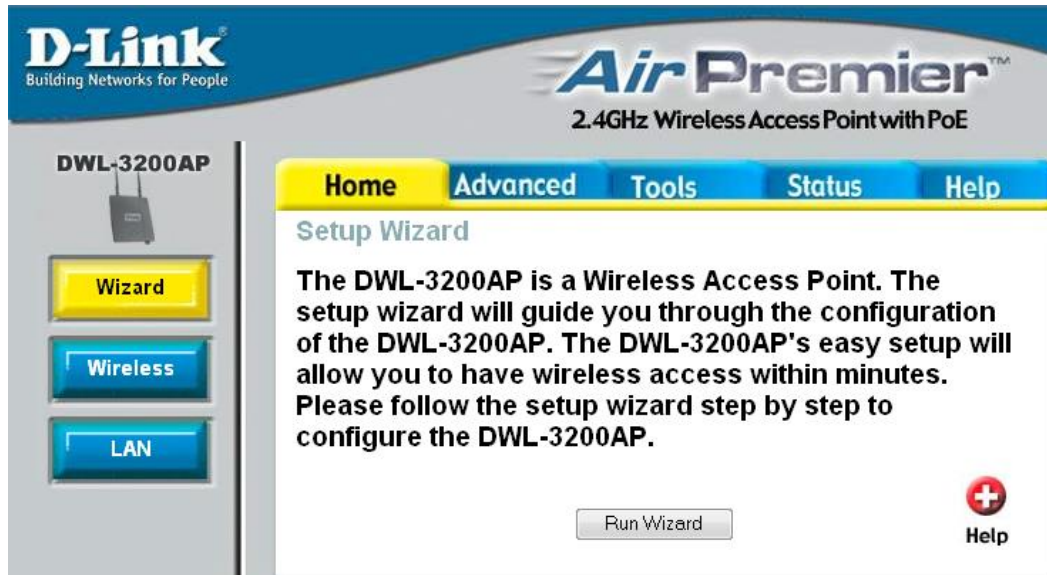 D-Link
Building Networks for People
AirPremier™
2.4GHz Wireless Access Point with PoE
DWL-3200AP
Home Advanced Tools Status Help
Wizard
Wireless
LAN
Setup Wizard
The DWL-3200AP is a Wireless Access Point. The
setup wizard will guide you through the configuration
of the DWL-3200AP. The DWL-3200AP's easy setup will
allow you to have wireless access within minutes.
Please follow the setup wizard step by step to
configure the DWL-3200AP.
Run Wizard
Help